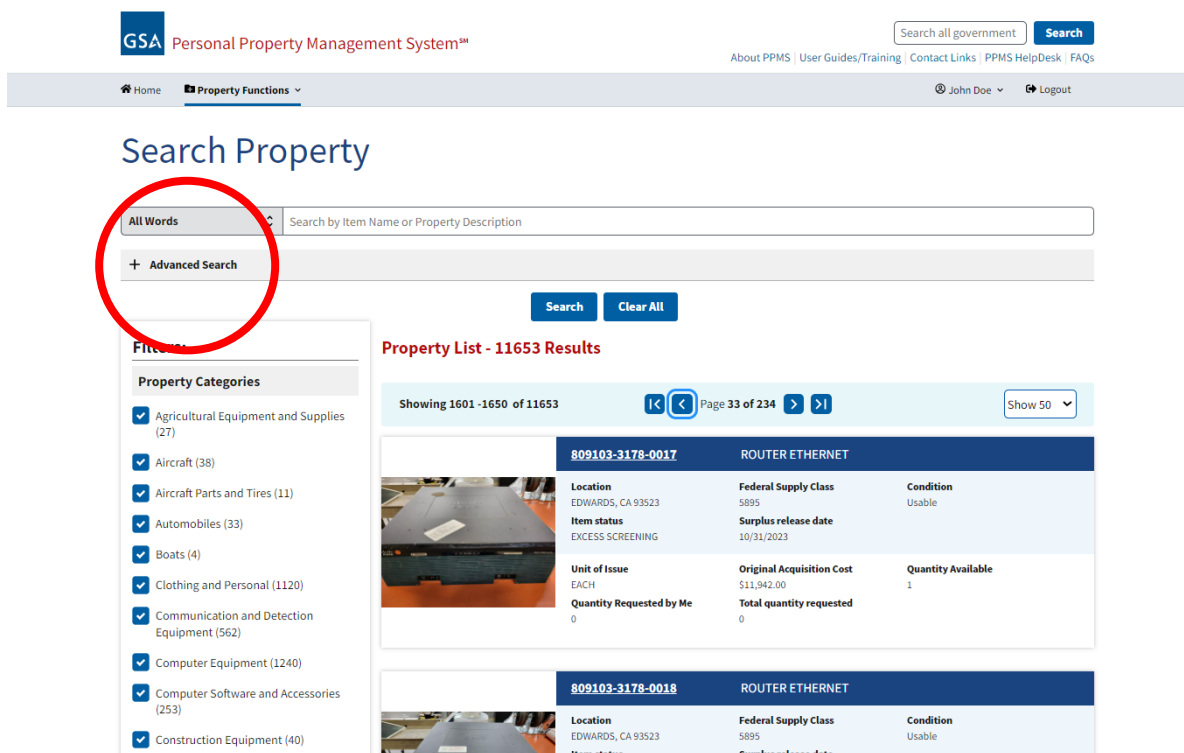 GSA Personal Property Management System℠
Search all government Search
About PPMS | User Guides/Training | Contact Links | PPMS HelpDesk | FAQs
Home Property Functions John Doe Logout
Search Property
All Words Search by Item Name or Property Description
+ Advanced Search
Search Clear All
Filters:
Property Categories
Agricultural Equipment and Supplies
(27)
Aircraft (38)
Aircraft Parts and Tires (11)
Automobiles (33)
Boats (4)
Clothing and Personal (1120)
Communication and Detection
Equipment (562)
Computer Equipment (1240)
Computer Software and Accessories
(253)
Construction Equipment (40)
Property List - 11653 Results
Showing 1601 -1650 of 11653 Page 33 of 234 Show 50
809103-3178-0017 ROUTER ETHERNET
Location Federal Supply Class Condition
EDWARDS, CA 93523 5895 Usable
Item status Surplus release date
EXCESS SCREENING 10/31/2023
Unit of Issue Original Acquisition Cost Quantity Available
EACH $11,942.00 1
Quantity Requested by Me Total quantity requested
0 0
809103-3178-0018 ROUTER ETHERNET
Location Federal Supply Class Condition
EDWARDS, CA 93523 5895 Usable